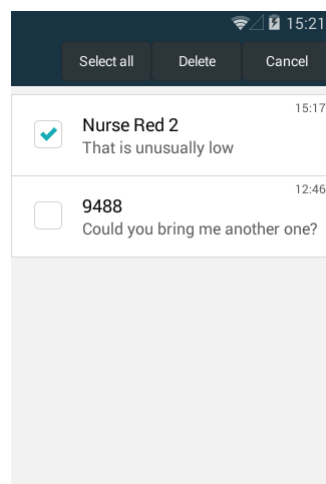 15:21
Select all Delete Cancel
15:17
Nurse Red 2
That is unusually low
12:46
9488
Could you bring me another one?